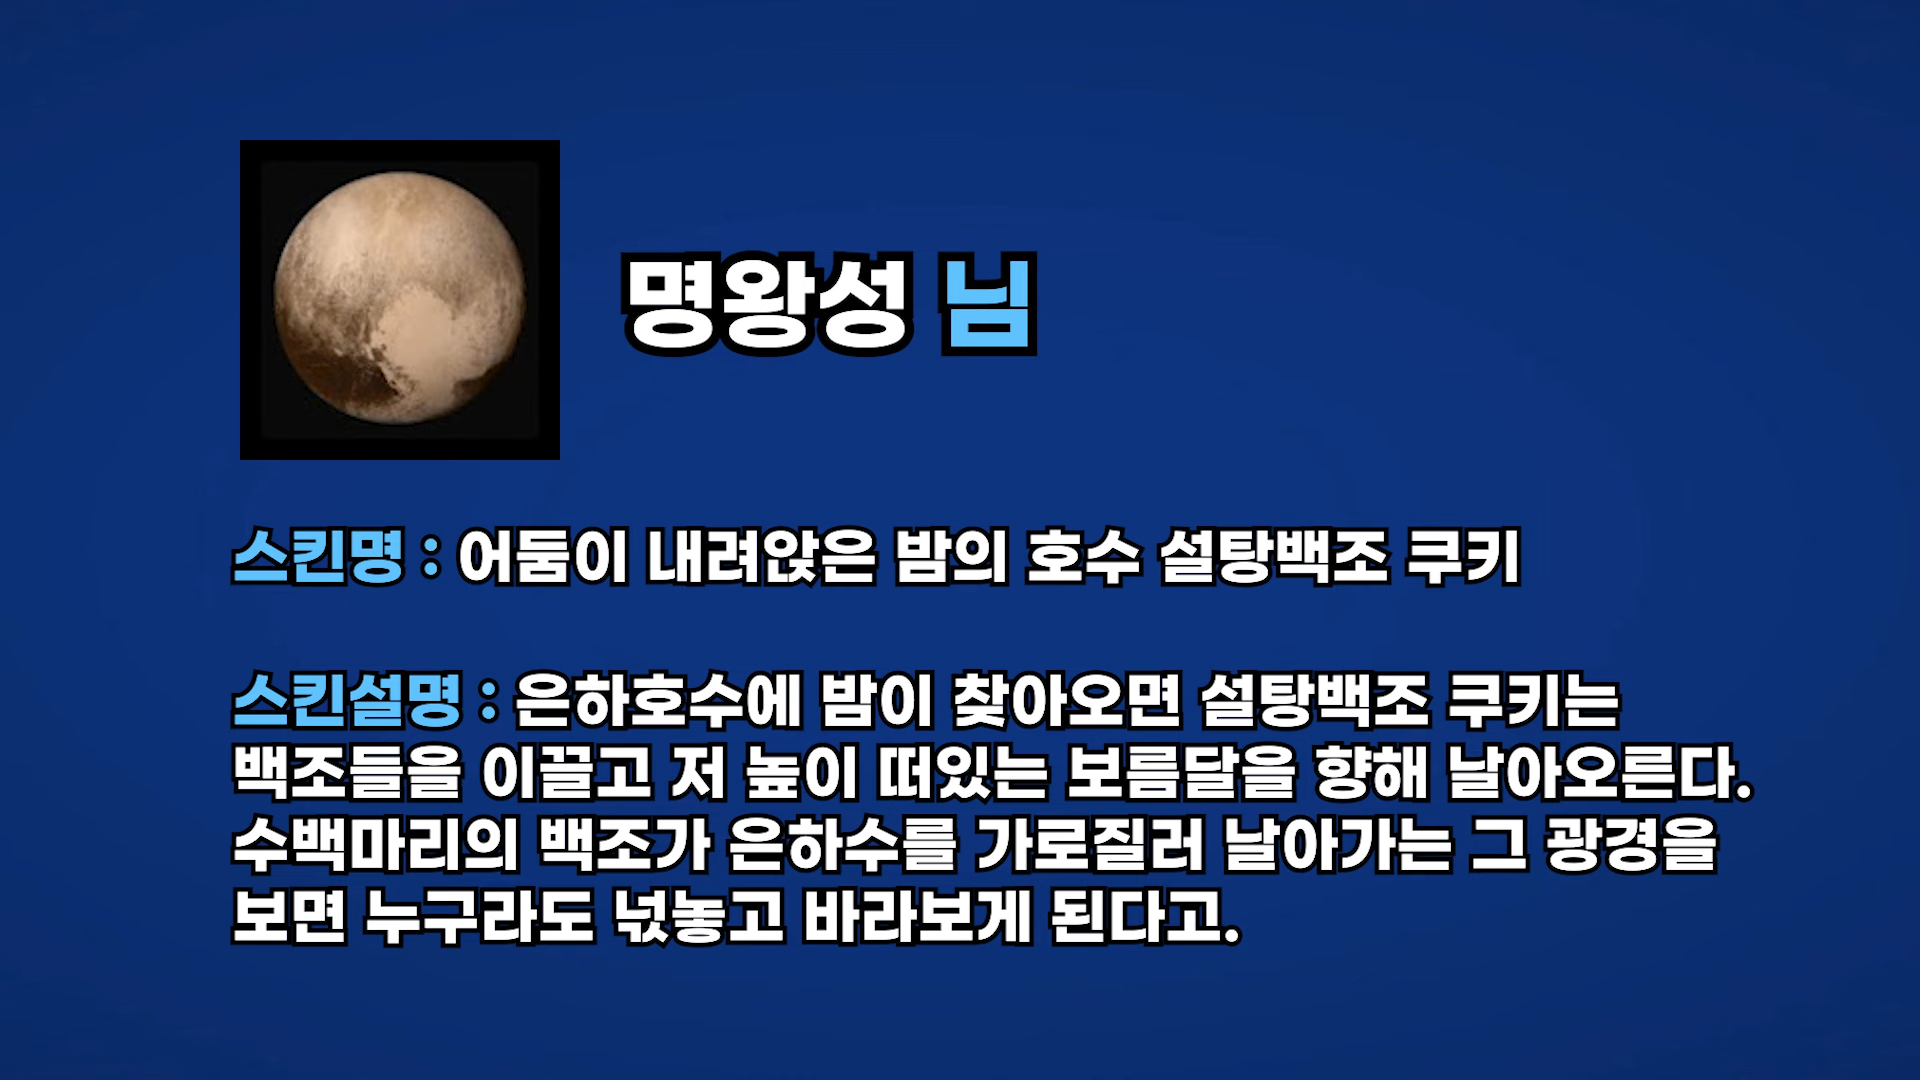 명왕성 님
스킨명 : 어둠이 내려앉은 밤의 호수 설탕백조 쿠키
스킨설명 : 은하호수에 밤이 찾아오면 설탕백조 쿠키는
백조들을 이끌고 저 높이 떠있는 보름달을 향해 날아오른다.
수백마리의 백조가 은하수를 가로질러 날아가는 그 광경을
보면 누구라도 넋놓고 바라보게 된다고.